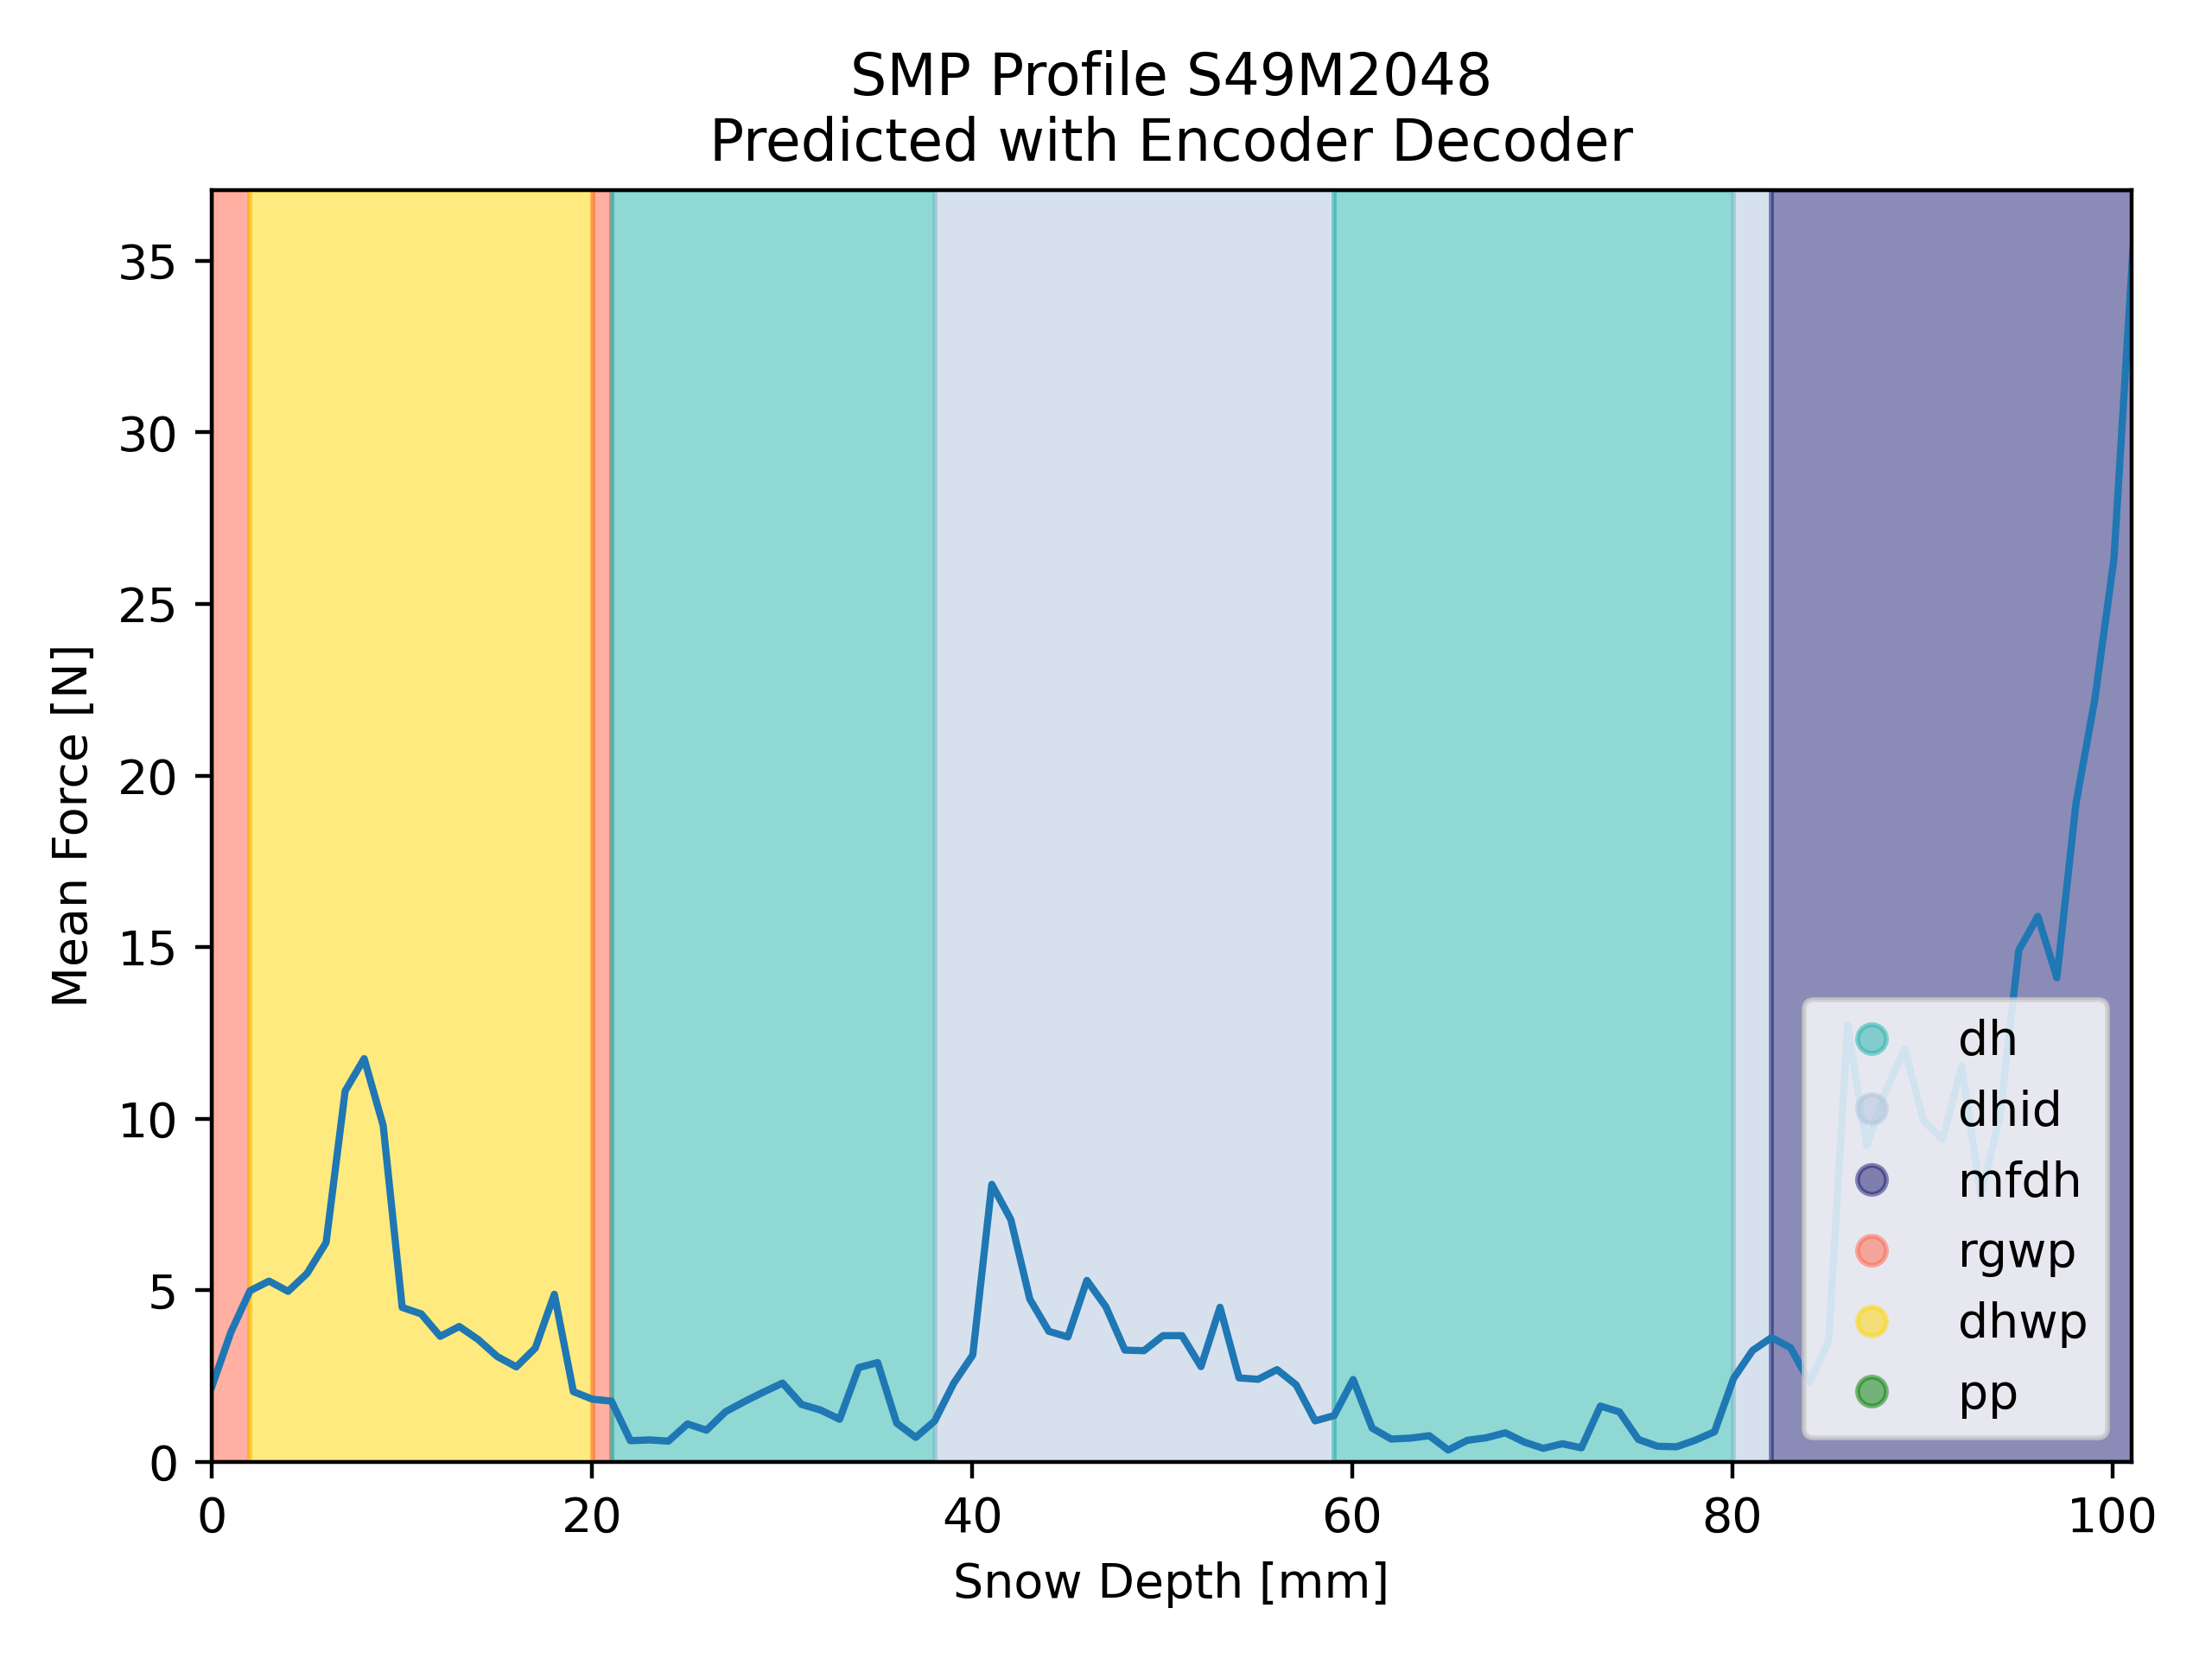 SMP Profile S49M2048
Predicted with Encoder Decoder
35
30
25
20
15
10
5
0
Mean Force [N]
dh
dhid
mfdh
rgwp
dhwp
pp
0 20 40 60 80 100
Snow Depth [mm]